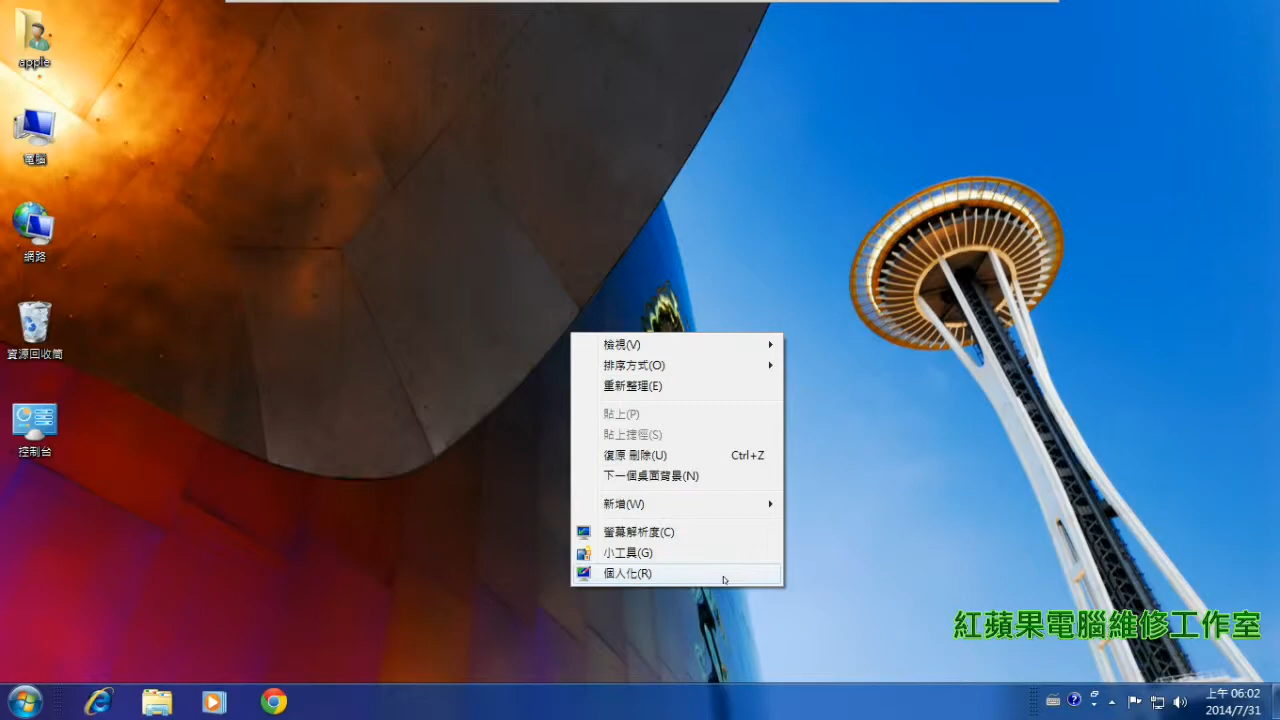 apple
電腦
網路
資源回收筒
控制台
檢視(V)
排序方式(O)
重新整理(E)
貼上(P)
貼上捷徑(S)
復原 刪除(U) Ctrl+Z
下一個桌面背景(N)
新增(W)
螢幕解析度(C)
小工具(G)
個人化(R)
紅蘋果電腦維修工作室
上午 06:02
2014/7/31